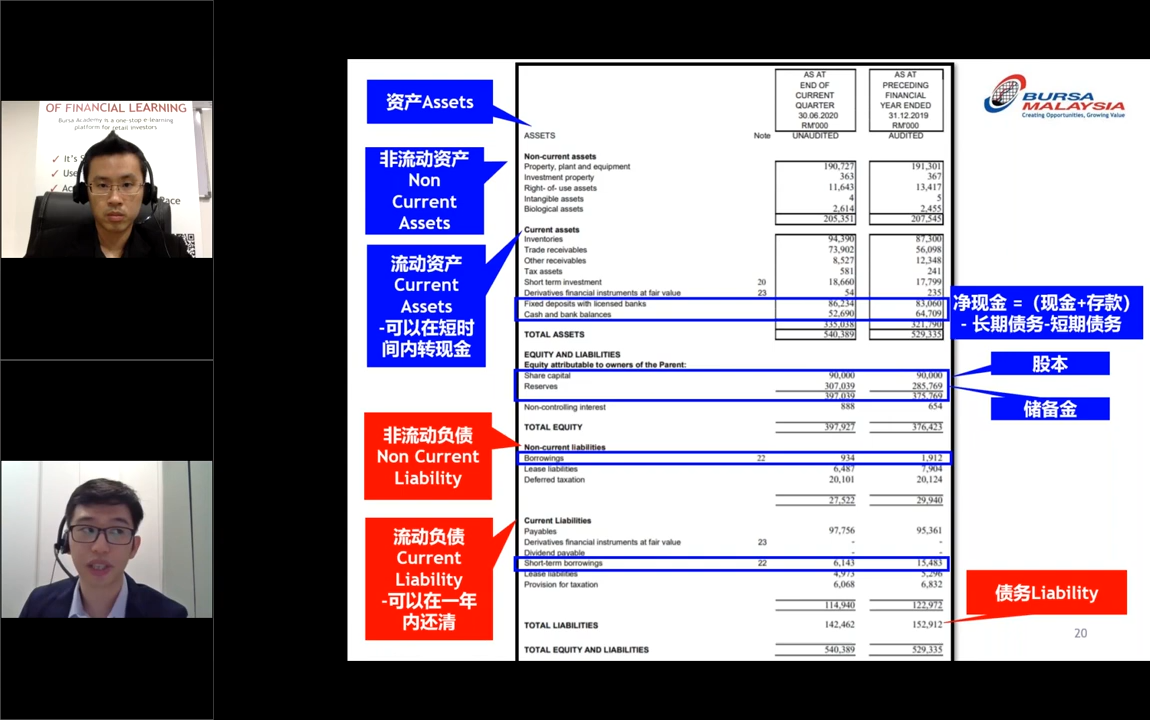 OF FINANCIAL LEARNING
Bursa Academy is a one-stop e-learning
platform for retail investors
✓ It's
✓ Use
✓
资产Assets
非流动资产
Non
Current
Assets
流动资产
Current
Assets
-可以在短时
间内转现金
非流动负债
Non Current
Liability
流动负债
Current
Liability
-可以在一年
内还清
AS AT END OF CURRENT QUARTER 30.06.2020 RM'000 UNAUDITED
AS AT PRECEDING FINANCIAL YEAR ENDED 31.12.2019 RM'000 AUDITED
ASSETS Note
Non-current assets
Property, plant and equipment 190,727 191,301
Investment property 363 367
Right- of- use assets 11,643 13,417
Intangible assets 4 5
Biological assets 2,614 2,455
205,351 207,545
Current assets
Inventories 94,390 87,300
Trade receivables 73,902 56,098
Other receivables 8,527 12,348
Tax assets 581 241
Short term investment 20 18,660 17,799
Derivatives financial instruments at fair value 23 54 235
Fixed deposits with licensed banks 86,234 83,060
Cash and bank balances 52,690 64,709
335,038 321,790
TOTAL ASSETS 540,389 529,335
EQUITY AND LIABILITIES
Equity attributable to owners of the Parent:
Share capital 90,000 90,000
Reserves 307,039 285,769
397,039 375,769
Non-controlling interest 888 654
TOTAL EQUITY 397,927 376,423
Non-current liabilities
Borrowings 22 934 1,912
Lease liabilities 6,487 7,904
Deferred taxation 20,101 20,124
27,522 29,940
Current Liabilities
Payables 97,756 95,361
Derivatives financial instruments at fair value 23 - -
Dividend payable - -
Short-term borrowings 22 6,143 15,483
Lease liabilities 4,973 5,296
Provision for taxation 6,068 6,832
114,940 122,972
TOTAL LIABILITIES 142,462 152,912
TOTAL EQUITY AND LIABILITIES 540,389 529,335
BURSA
MALAYSIA
Creating Opportunities, Growing Value
净现金 =（现金+存款）
- 长期债务-短期债务
股本
储备金
债务Liability
20